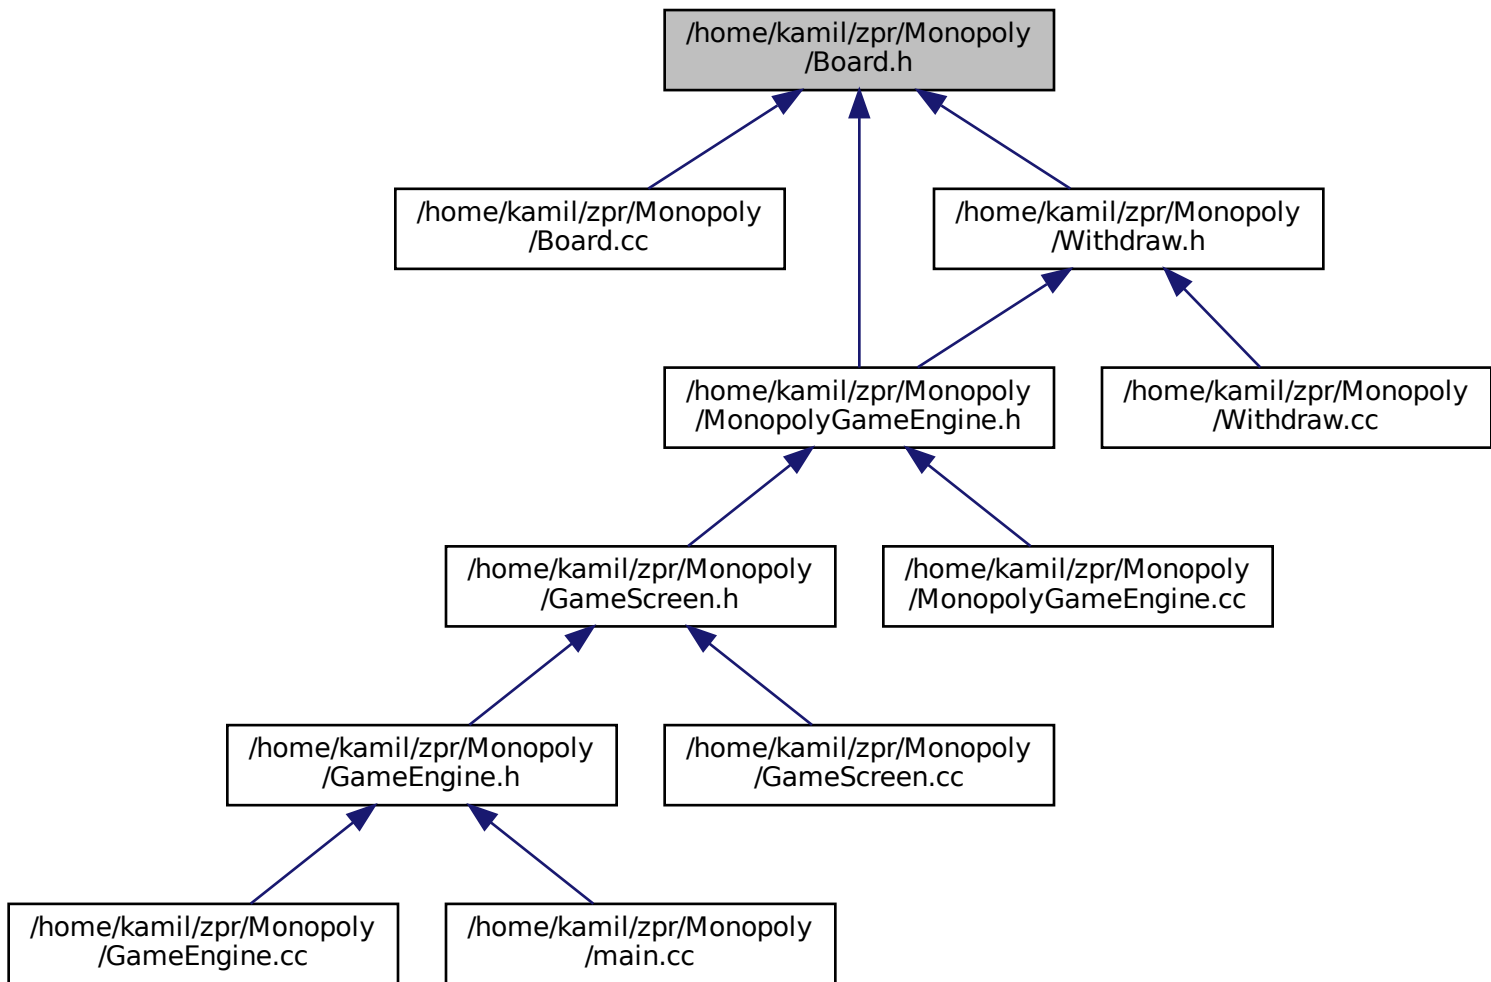 /home/kamil/zpr/Monopoly
/Board.h
/home/kamil/zpr/Monopoly
/Board.cc
/home/kamil/zpr/Monopoly
/Withdraw.h
/home/kamil/zpr/Monopoly
/MonopolyGameEngine.h
/home/kamil/zpr/Monopoly
/Withdraw.cc
/home/kamil/zpr/Monopoly
/GameScreen.h
/home/kamil/zpr/Monopoly
/MonopolyGameEngine.cc
/home/kamil/zpr/Monopoly
/GameEngine.h
/home/kamil/zpr/Monopoly
/GameScreen.cc
/home/kamil/zpr/Monopoly
/GameEngine.cc
/home/kamil/zpr/Monopoly
/main.cc